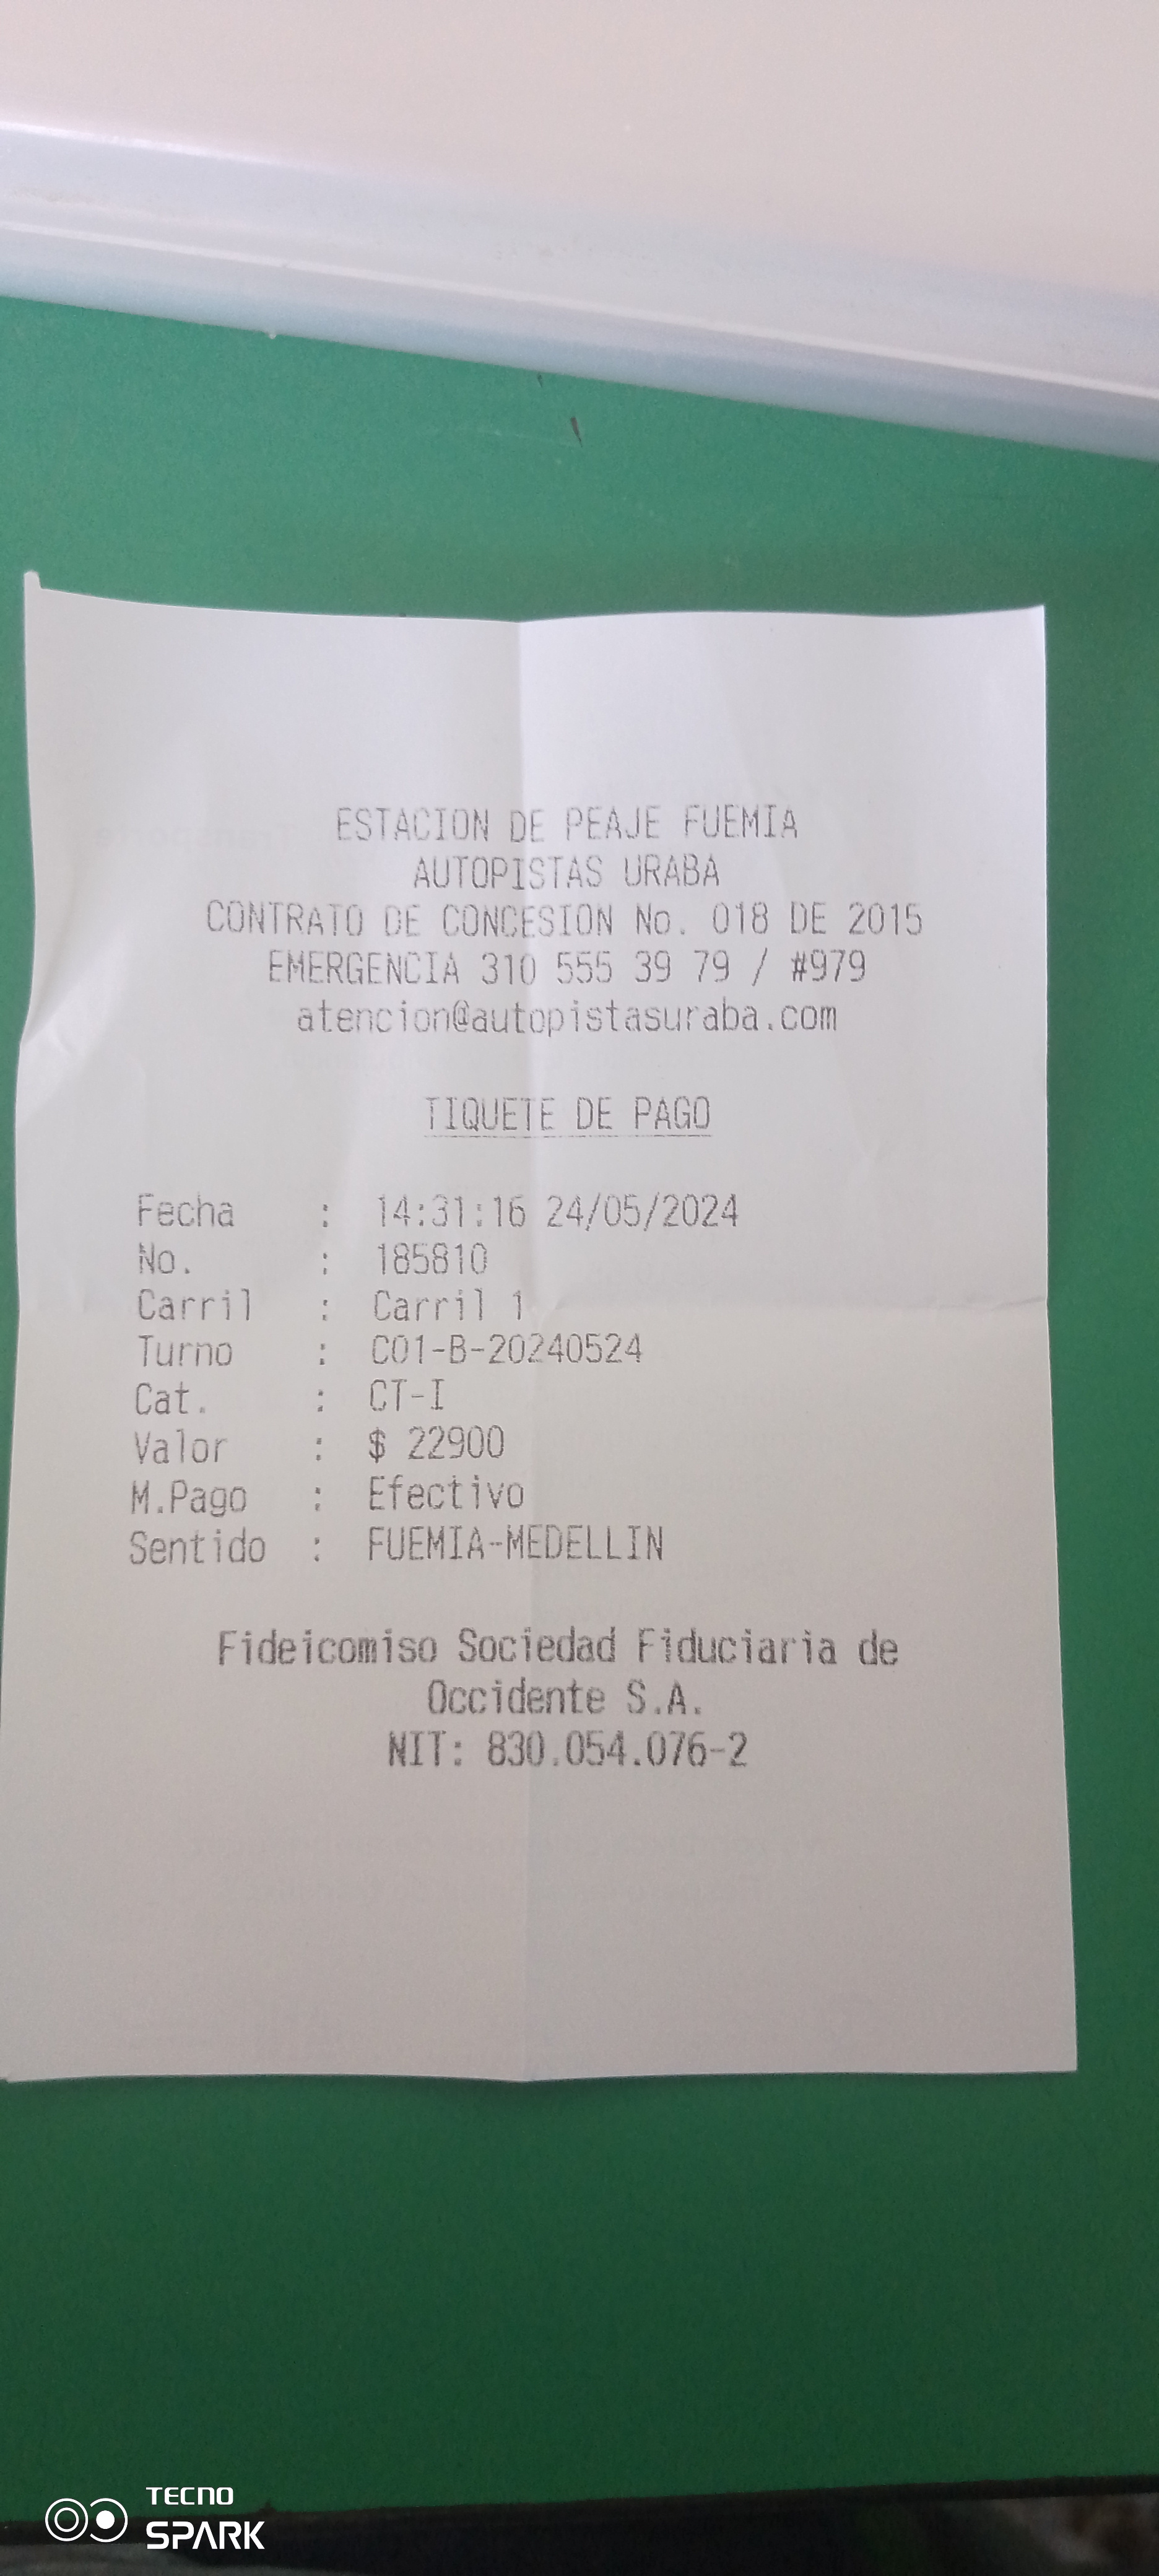 ESTACION DE PEAJE FUEMIA
AUTOPISTAS URABA
CONTRATO DE CONCESION No. 018 DE 2015
EMERGENCIA 310 555 39 79 / #979
atencion@autopistasuraba.com
TIQUETE DE PAGO
Fecha : 14:31:16 24/05/2024
No. : 185810
Carril : Carril 1
Turno : C01-B-20240524
Cat. : CT-I
Valor : $ 22900
M.Pago : Efectivo
Sentido : FUEMIA-MEDELLIN
Fideicomiso Sociedad Fiduciaria de
Occidente S.A.
NIT: 830.054.076-2
TECNO
SPARK